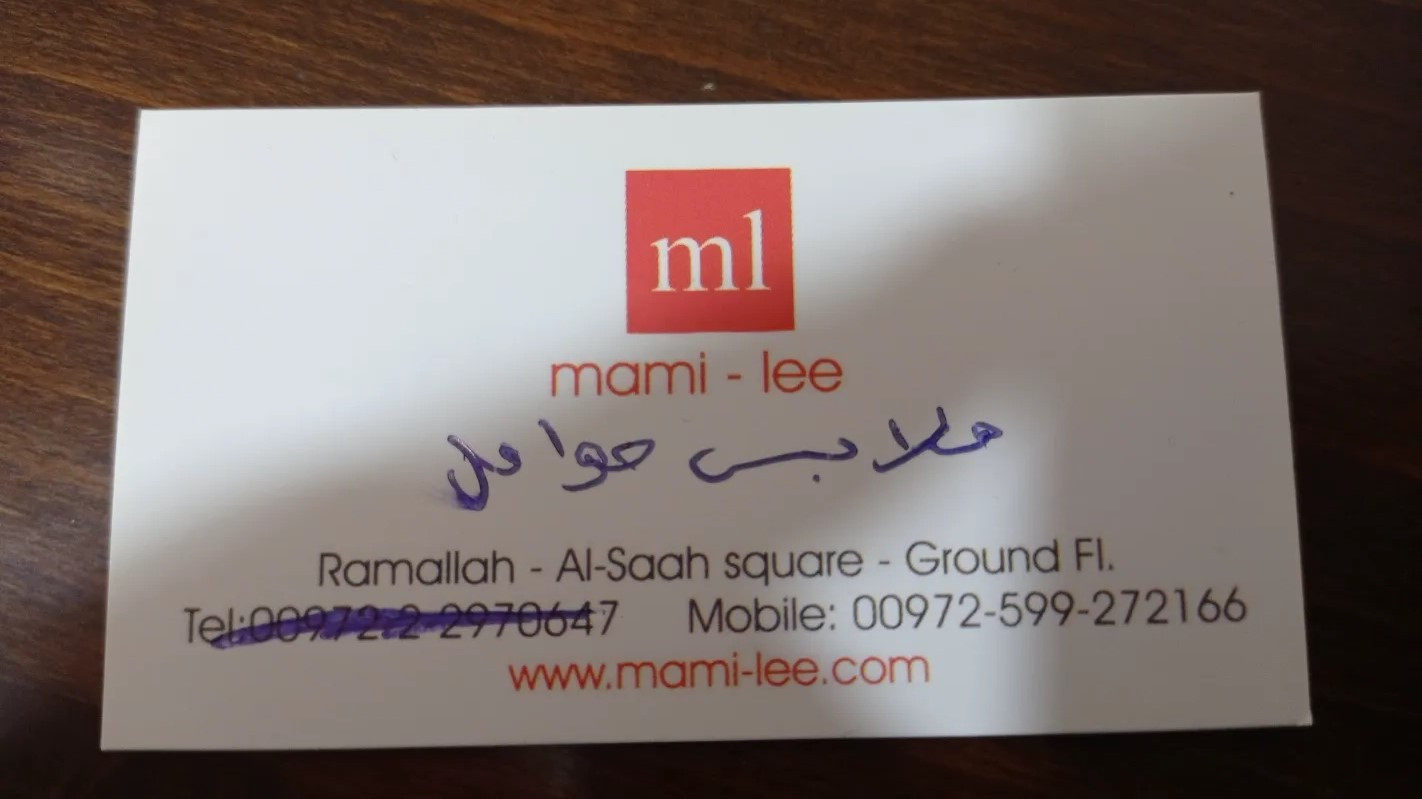 ml
mami - lee
ملابس حوامل
Ramallah - Al-Saah square - Ground Fl.
Tel:00972-2-2970647 Mobile: 00972-599-272166
www.mami-lee.com